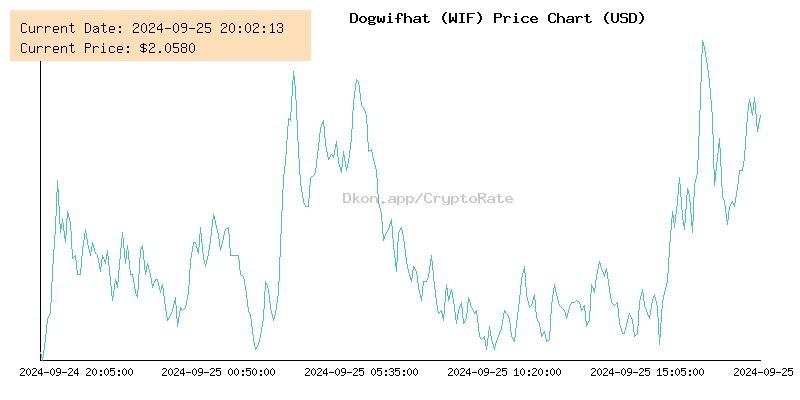 Dogwifhat (WIF) Price Chart (USD)
Current Date: 2024-09-25 20:02:13
Current Price: $2.0580
Dkon.app/CryptoRate
2024-09-24 20:05:00 2024-09-25 00:50:00 2024-09-25 05:35:00 2024-09-25 10:20:00 2024-09-25 15:05:00 2024-09-25